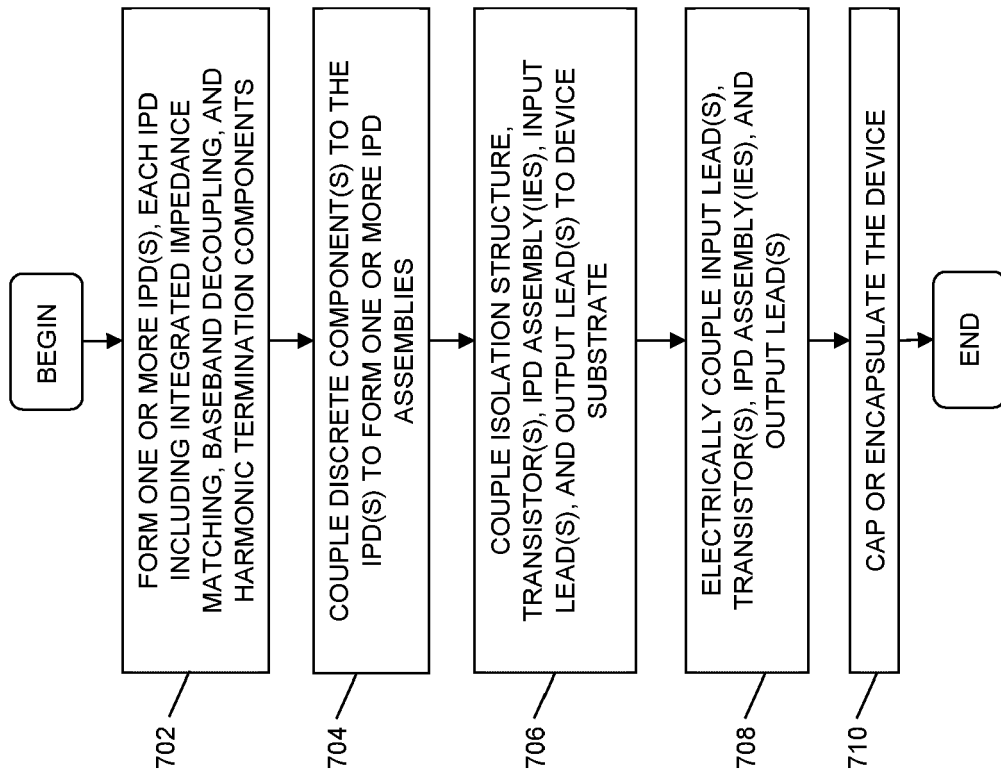 BEGIN
702
FORM ONE OR MORE IPD(S), EACH IPD
INCLUDING INTEGRATED IMPEDANCE
MATCHING, BASEBAND DECOUPLING, AND
HARMONIC TERMINATION COMPONENTS
704
COUPLE DISCRETE COMPONENT(S) TO THE
IPD(S) TO FORM ONE OR MORE IPD
ASSEMBLIES
706
COUPLE ISOLATION STRUCTURE,
TRANSISTOR(S), IPD ASSEMBLY(IES), INPUT
LEAD(S), AND OUTPUT LEAD(S) TO DEVICE
SUBSTRATE
708
ELECTRICALLY COUPLE INPUT LEAD(S),
TRANSISTOR(S), IPD ASSEMBLY(IES), AND
OUTPUT LEAD(S)
710
CAP OR ENCAPSULATE THE DEVICE
END